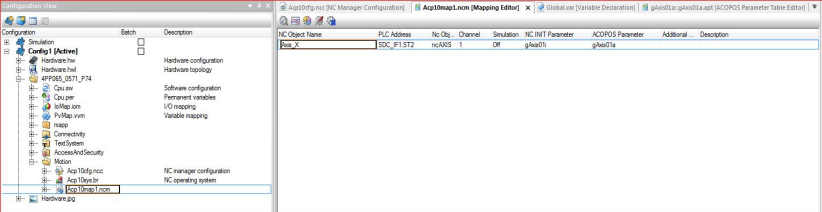 Configuration View
Acp10cfg.ncc [NC Manager Configuration]
Acp10map1.ncm [Mapping Editor]
Global.var [Variable Declaration]
gAxis01a::gAxis01a.apt [ACOPOS Parameter Table Editor]
Configuration Batch Description
Simulation
Config1 [Active]
Hardware.hw Hardware configuration
Hardware.hwl Hardware topology
4PP065_0571_P74
Cpu.sw Software configuration
Cpu.per Permanent variables
IoMap.iom I/O mapping
PvMap.vvm Variable mapping
mapp
Connectivity
TextSystem
AccessAndSecurity
Motion
Acp10cfg.ncc NC manager configuration
Acp10sys.br NC operating system
Acp10map1.ncm
Hardware.jpg
NC Object Name PLC Address Nc Obj... Channel Simulation NC INIT Parameter ACOPOS Parameter Additional ... Description
Axis_X SDC_IF1.ST2 ncAXIS 1 Off gAxis01i gAxis01a